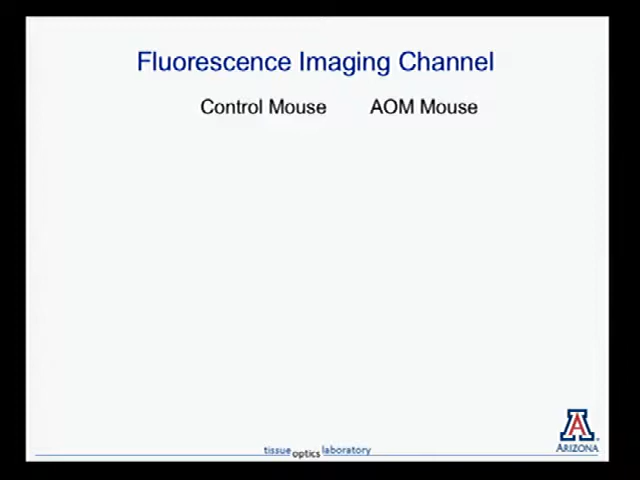 Fluorescence Imaging Channel
Control Mouse AOM Mouse
tissue optics laboratory
A
ARIZONA